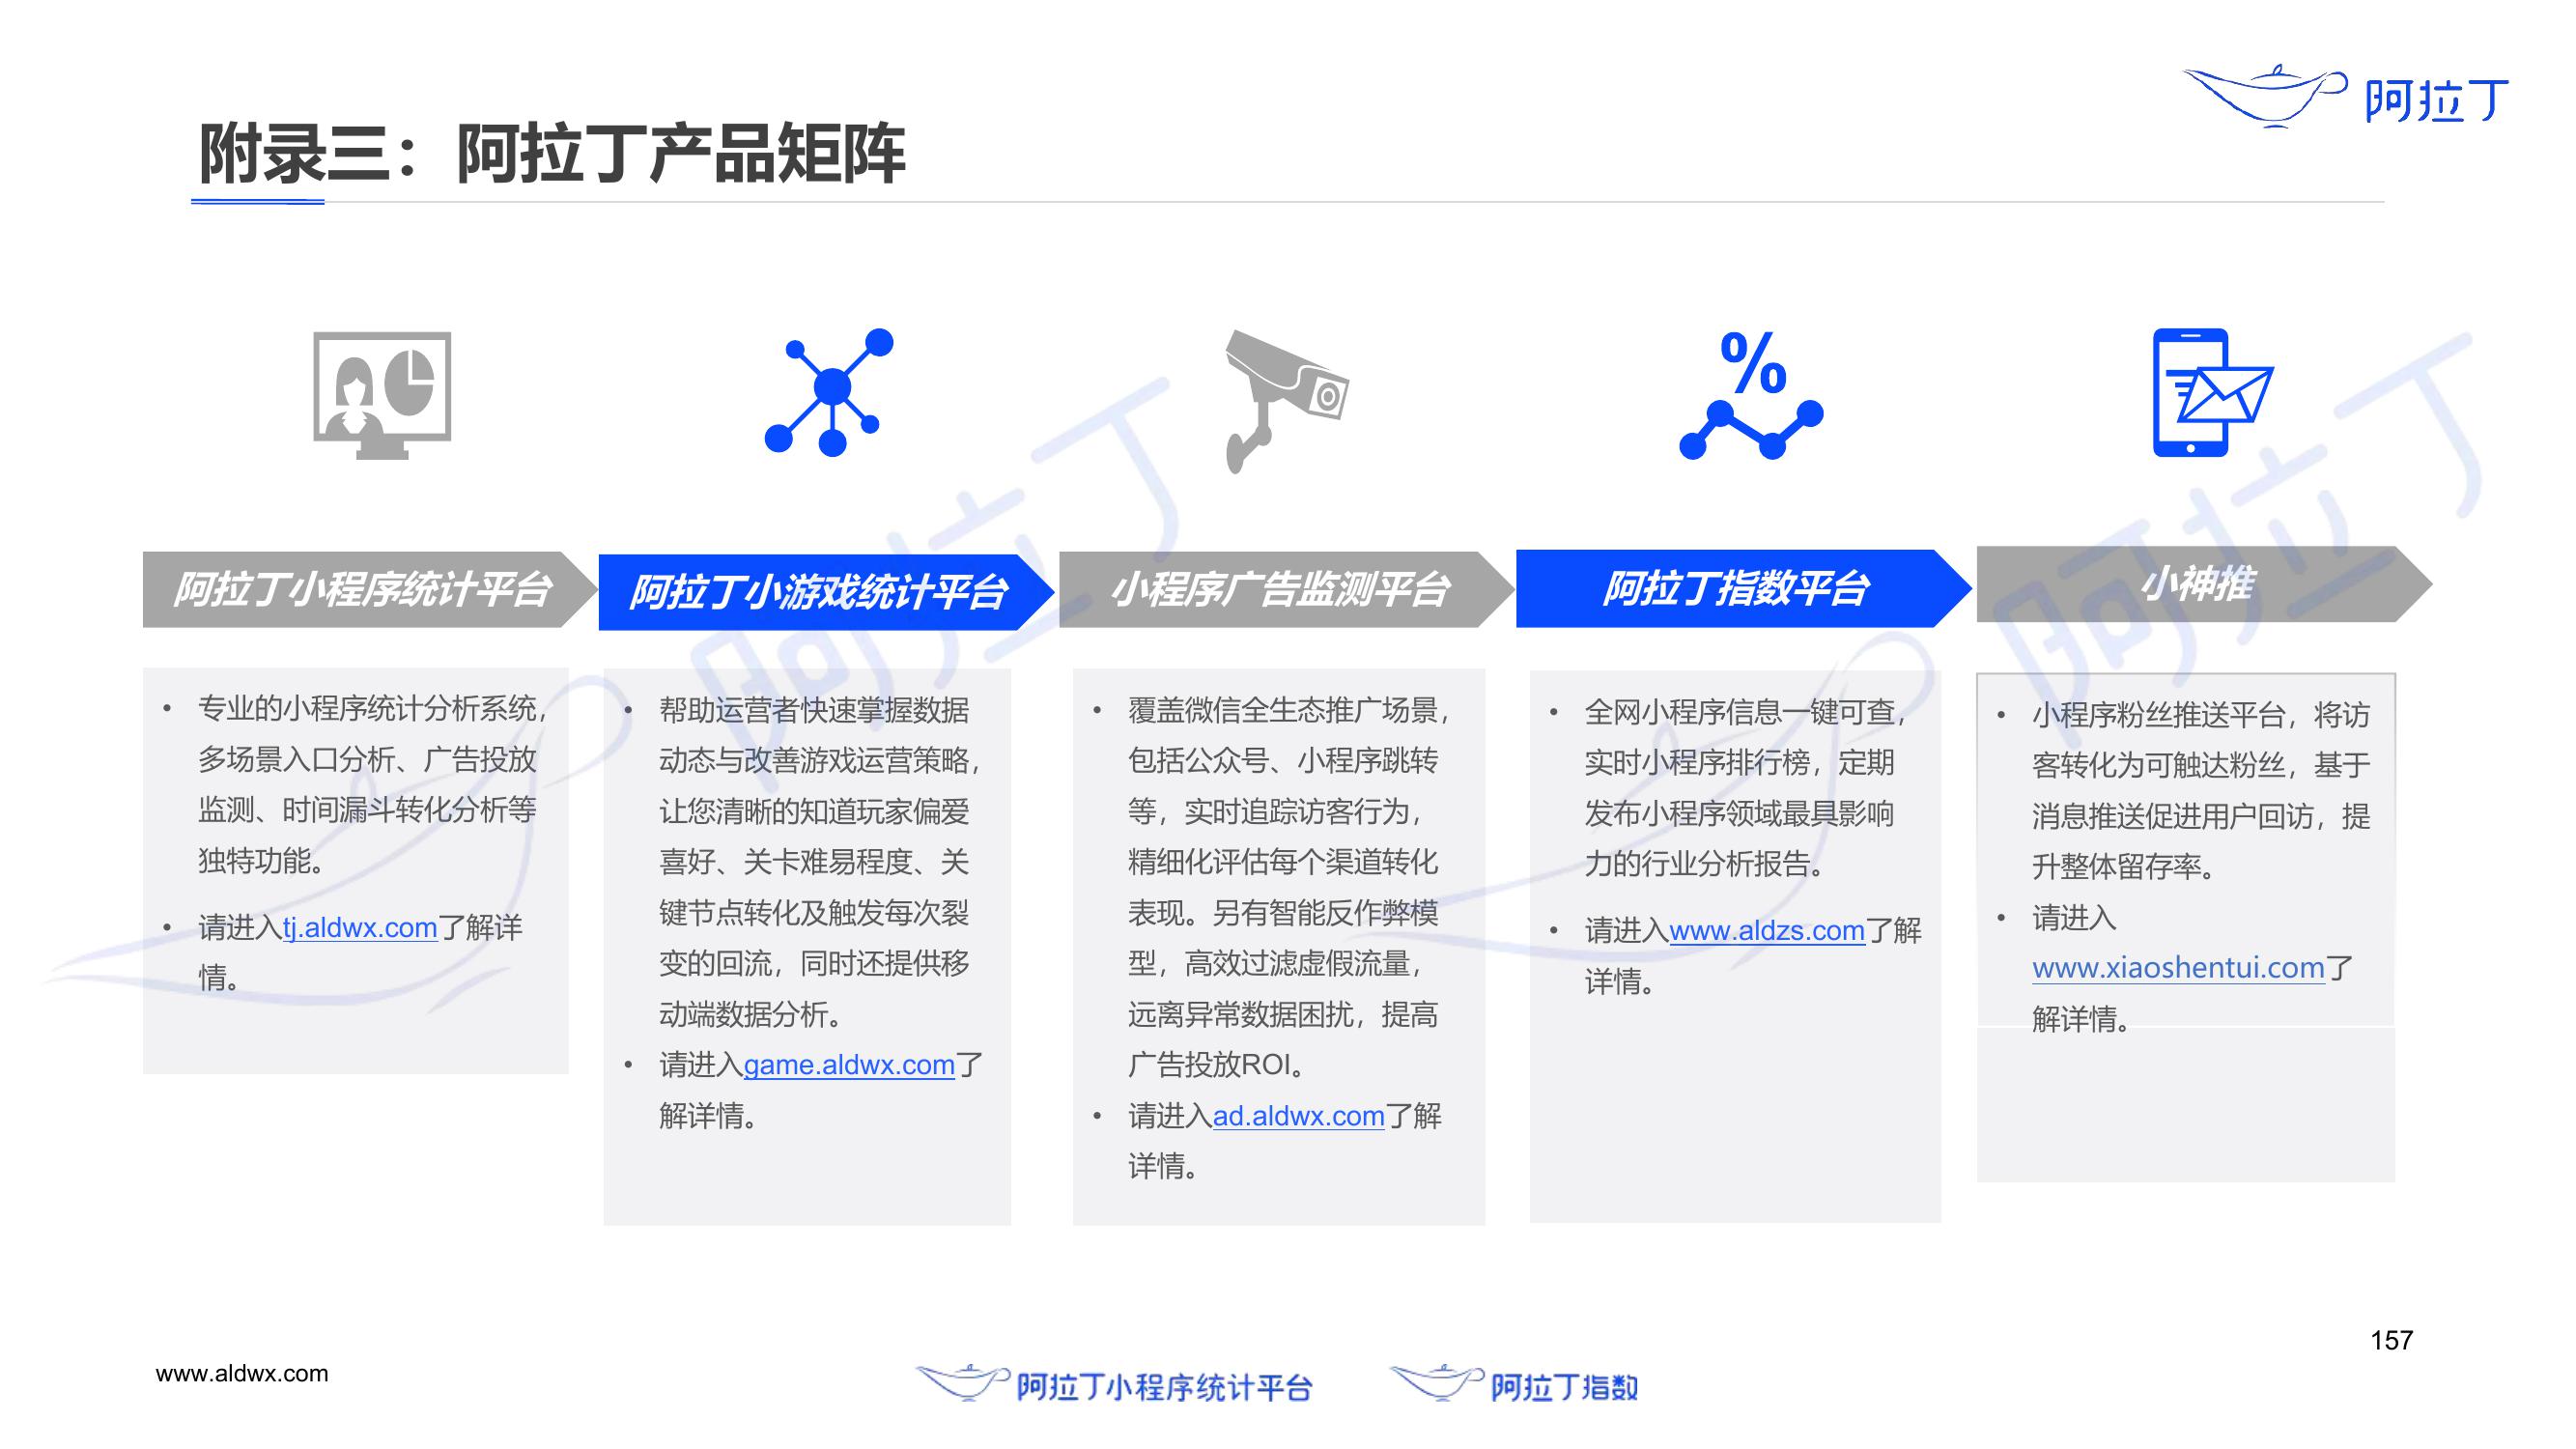 阿拉丁
附录三：阿拉丁产品矩阵
%
阿拉丁小程序统计平台
专业的小程序统计分析系统，
多场景入口分析、广告投放
监测、时间漏斗转化分析等
独特功能。
请进入tj.aldwx.com了解详
情。
阿拉丁小游戏统计平台
帮助运营者快速掌握数据
动态与改善游戏运营策略，
让您清晰的知道玩家偏爱
喜好、关卡难易程度、关
键节点转化及触发每次裂
变的回流，同时还提供移
动端数据分析。
请进入game.aldwx.com了
解详情。
小程序广告监测平台
覆盖微信全生态推广场景，
包括公众号、小程序跳转
等，实时追踪访客行为，
精细化评估每个渠道转化
表现。另有智能反作弊模
型，高效过滤虚假流量，
远离异常数据困扰，提高
广告投放ROI。
请进入ad.aldwx.com了解
详情。
阿拉丁指数平台
全网小程序信息一键可查，
实时小程序排行榜，定期
发布小程序领域最具影响
力的行业分析报告。
请进入www.aldzs.com了解
详情。
小神推
小程序粉丝推送平台，将访
客转化为可触达粉丝，基于
消息推送促进用户回访，提
升整体留存率。
请进入
www.xiaoshentui.com了
解详情。
阿拉丁
阿拉丁
157
www.aldwx.com
阿拉丁小程序统计平台
阿拉丁指数